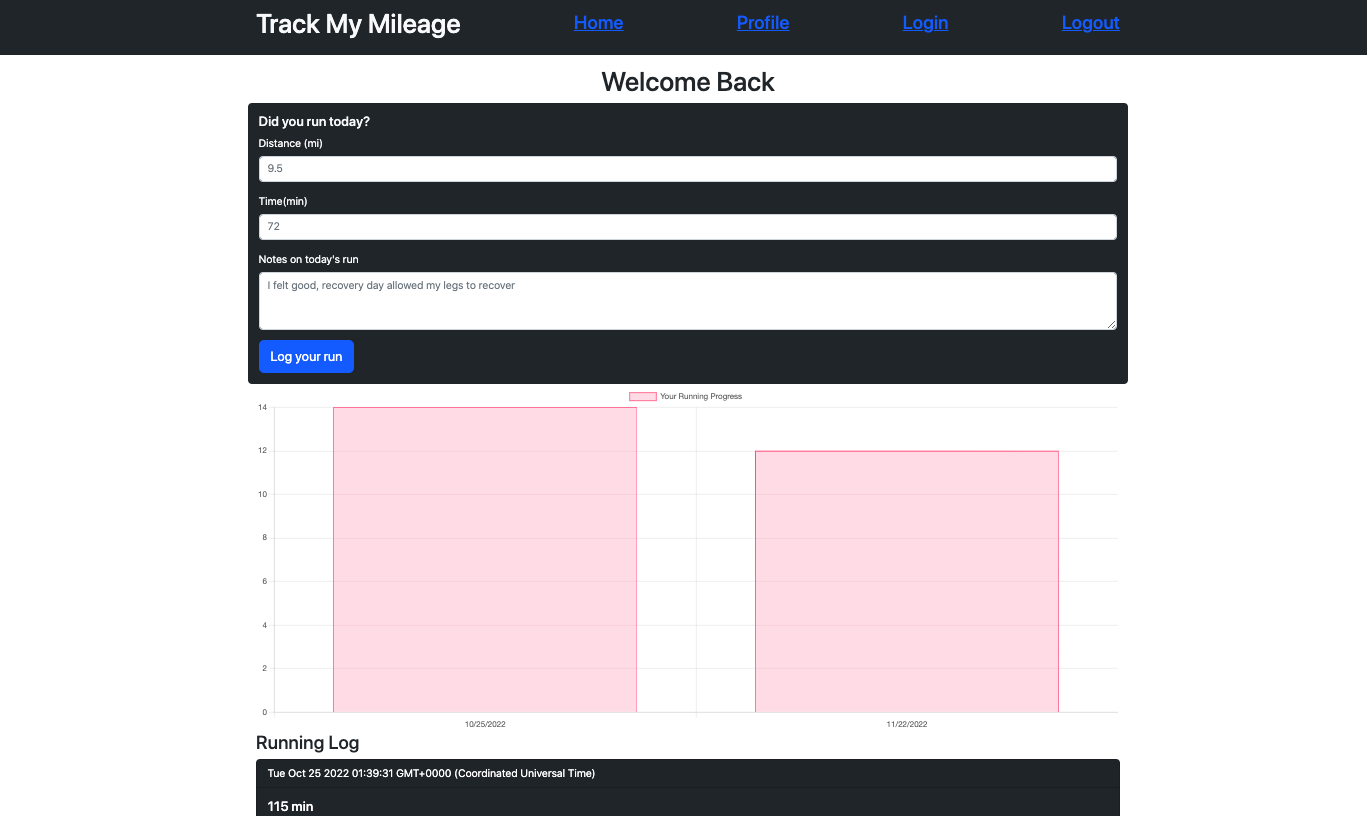 Track My Mileage Home Profile Login Logout
Welcome Back
Did you run today?
Distance (mi)
9.5
Time(min)
72
Notes on today's run
I felt good, recovery day allowed my legs to recover
Log your run
Your Running Progress
14
12
10
8
6
4
2
0
10/25/2022 11/22/2022
Running Log
Tue Oct 25 2022 01:39:31 GMT+0000 (Coordinated Universal Time)
115 min